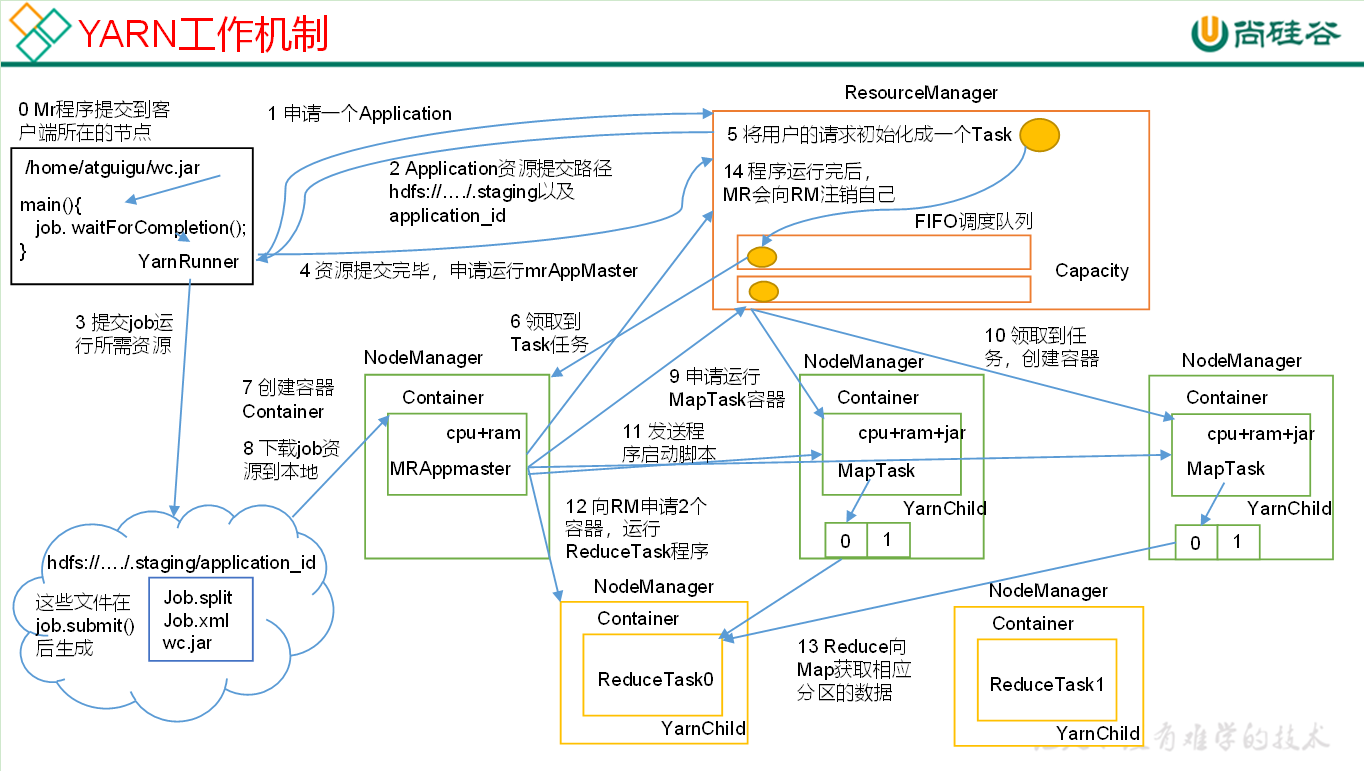 YARN工作机制
尚硅谷
0 Mr程序提交到客
户端所在的节点
/home/atguigu/wc.jar
main(){
job. waitForCompletion();
}
YarnRunner
1 申请一个Application
2 Application资源提交路径
hdfs://…./.staging以及
application_id
4 资源提交完毕，申请运行mrAppMaster
ResourceManager
5 将用户的请求初始化成一个Task
14 程序运行完后，
MR会向RM注销自己
FIFO调度队列
Capacity
3 提交job运
行所需资源
6 领取到
Task任务
7 创建容器
Container
8 下载job资
源到本地
NodeManager
Container
cpu+ram
MRAppmaster
9 申请运行
MapTask容器
10 领取到任
务，创建容器
11 发送程
序启动脚本
NodeManager
Container
cpu+ram+jar
MapTask
YarnChild
0 1
NodeManager
Container
cpu+ram+jar
MapTask
YarnChild
0 1
12 向RM申请2个
容器，运行
ReduceTask程序
hdfs://…./.staging/application_id
这些文件在
job.submit()
后生成
Job.split
Job.xml
wc.jar
NodeManager
Container
ReduceTask0
YarnChild
13 Reduce向
Map获取相应
分区的数据
NodeManager
Container
ReduceTask1
YarnChild
有难学的技术